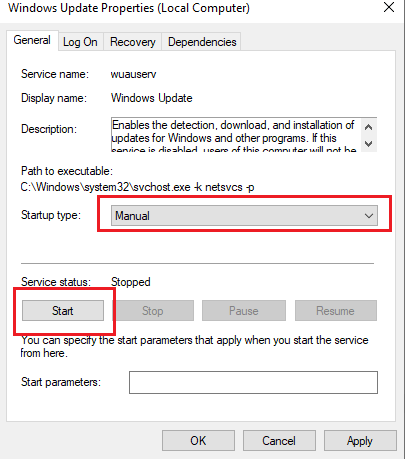 Windows Update Properties (Local Computer)
General Log On Recovery Dependencies
Service name: wuauserv
Display name: Windows Update
Description: Enables the detection, download, and installation of
updates for Windows and other programs. If this
service is disabled, users of this computer will not be
Path to executable:
C:\Windows\system32\svchost.exe -k netsvcs -p
Startup type: Manual
Service status: Stopped
Start Stop Pause Resume
You can specify the start parameters that apply when you start the service
from here.
Start parameters:
OK Cancel Apply